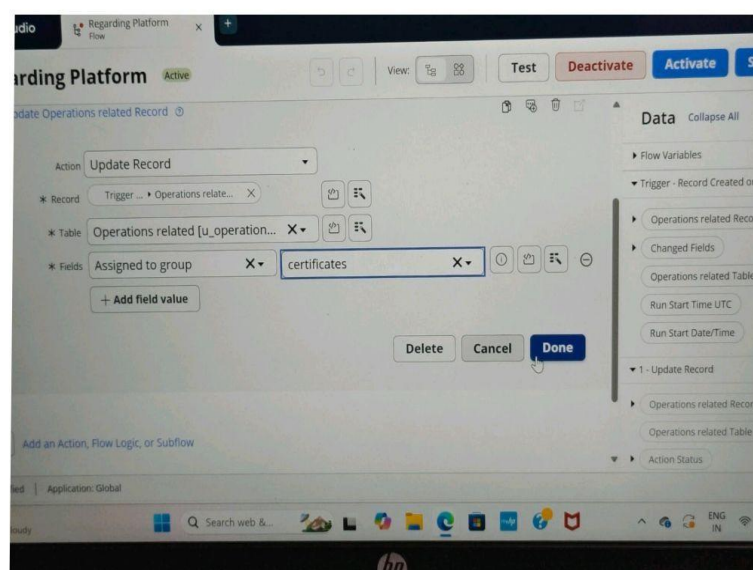 udio
Regarding Platform
Flow
arding Platform Active
View:
Test
Deactivate
Activate
S
pdate Operations related Record
Data Collapse All
Action Update Record
Flow Variables
* Record Trigger ... Operations relate... X
Trigger - Record Created or
* Table Operations related [u_operation... X
Operations related Reco
* Fields Assigned to group X certificates X
Changed Fields
+ Add field value
Operations related Table
Run Start Time UTC
Run Start Date/Time
Delete Cancel Done
1 - Update Record
Operations related Recor
Operations related Table
Action Status
Add an Action, Flow Logic, or Subflow
fied | Application: Global
loudy
Search web &...
ENG
IN
hp